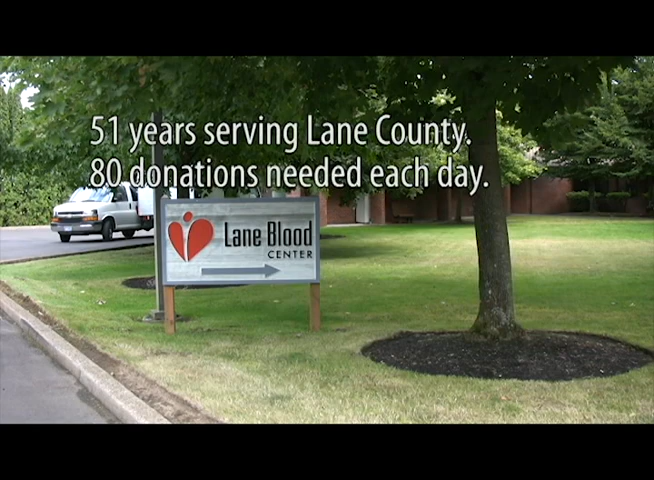 51 years serving Lane County.
80 donations needed each day.
Lane Blood
CENTER